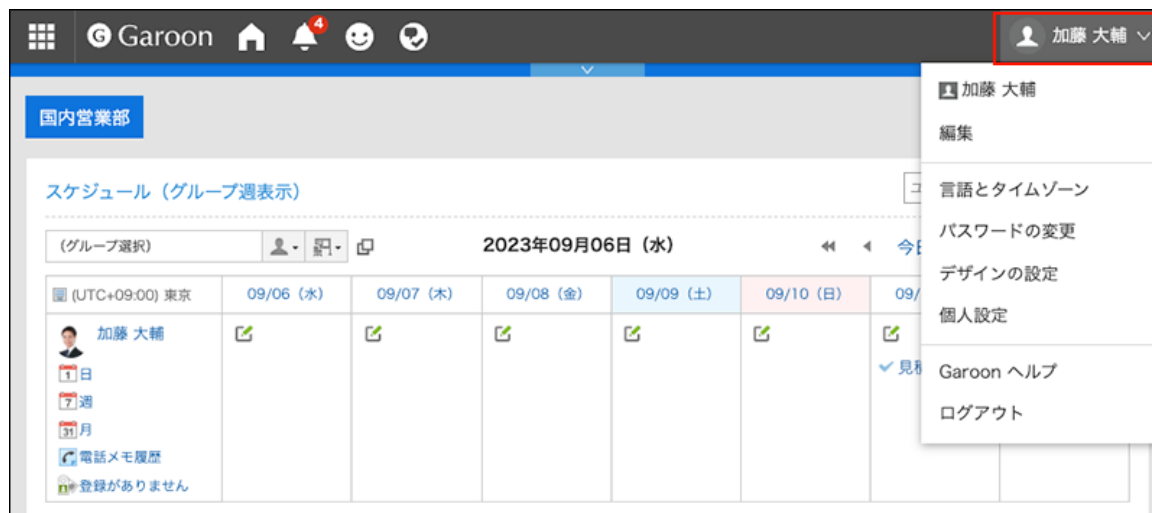 Garoon 4 加藤 大輔
加藤 大輔
編集
言語とタイムゾーン
パスワードの変更
デザインの設定
個人設定
Garoon ヘルプ
ログアウト
国内営業部
スケジュール（グループ週表示）
（グループ選択） 2023年09月06日（水） 今
(UTC+09:00) 東京 09/06（水） 09/07（木） 09/08（金） 09/09（土） 09/10（日） 09/
加藤 大輔 見
1 日
7 週
31 月
電話メモ履歴
登録がありません